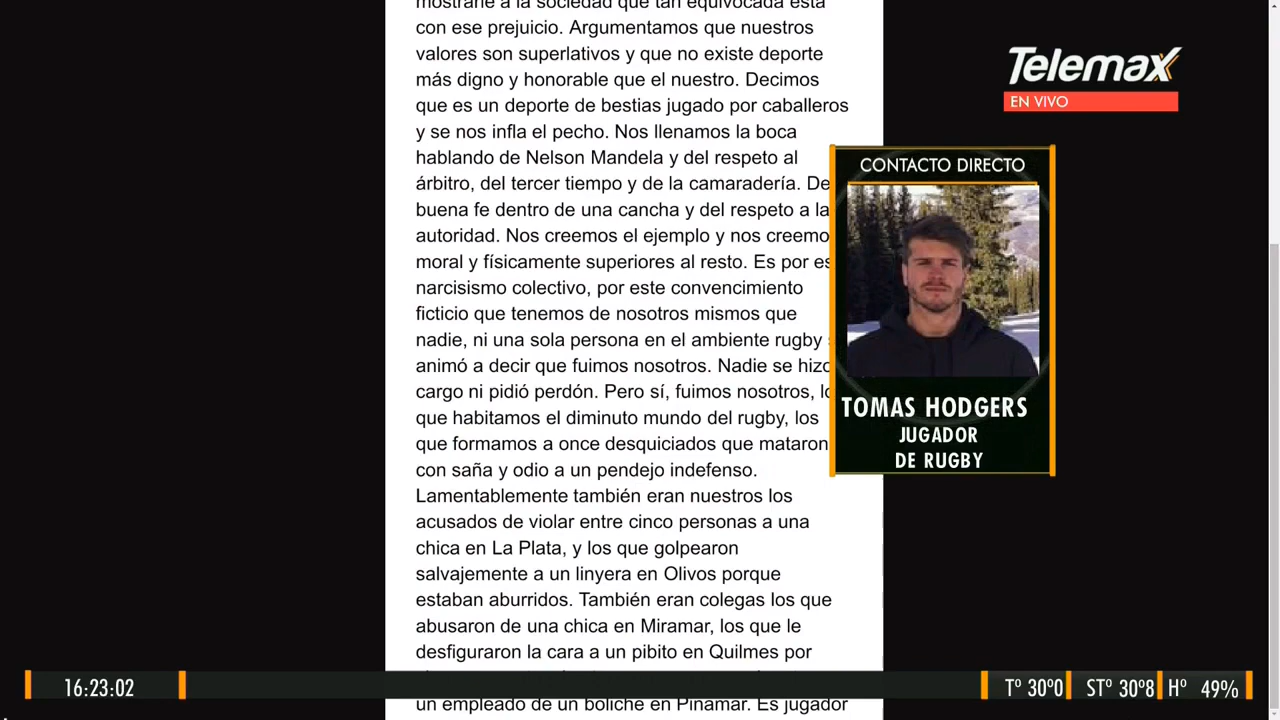 mostrarle a la sociedad que tan equivocada está
con ese prejuicio. Argumentamos que nuestros
valores son superlativos y que no existe deporte
más digno y honorable que el nuestro. Decimos
que es un deporte de bestias jugado por caballeros
y se nos infla el pecho. Nos llenamos la boca
hablando de Nelson Mandela y del respeto al
árbitro, del tercer tiempo y de la camaradería. De
buena fe dentro de una cancha y del respeto a la
autoridad. Nos creemos el ejemplo y nos creemo
moral y físicamente superiores al resto. Es por es
narcisismo colectivo, por este convencimiento
ficticio que tenemos de nosotros mismos que
nadie, ni una sola persona en el ambiente rugby
animó a decir que fuimos nosotros. Nadie se hizo
cargo ni pidió perdón. Pero sí, fuimos nosotros, lo
que habitamos el diminuto mundo del rugby, los
que formamos a once desquiciados que mataron
con saña y odio a un pendejo indefenso.
Lamentablemente también eran nuestros los
acusados de violar entre cinco personas a una
chica en La Plata, y los que golpearon
salvajemente a un linyera en Olivos porque
estaban aburridos. También eran colegas los que
abusaron de una chica en Miramar, los que le
desfiguraron la cara a un pibito en Quilmes por
un empleado de un boliche en Pinamar. Es jugador
Telemax
EN VIVO
CONTACTO DIRECTO
TOMAS HODGERS
JUGADOR
DE RUGBY
16:23:02
Tº 30º0
STº 30º8
Hº 49%